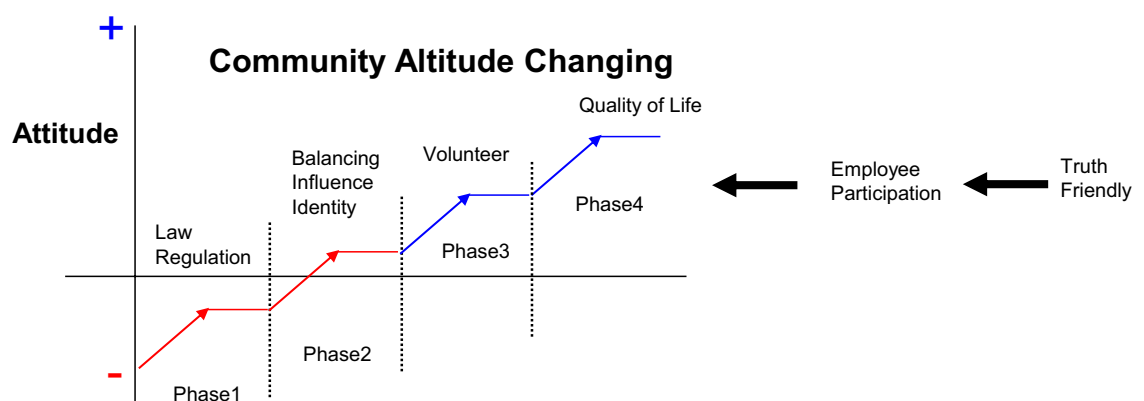 +
Community Altitude Changing
Attitude
Quality of Life
Volunteer
Balancing
Influence
Identity
Law
Regulation
Employee
Participation
Truth
Friendly
Phase4
Phase3
Phase2
Phase1
-